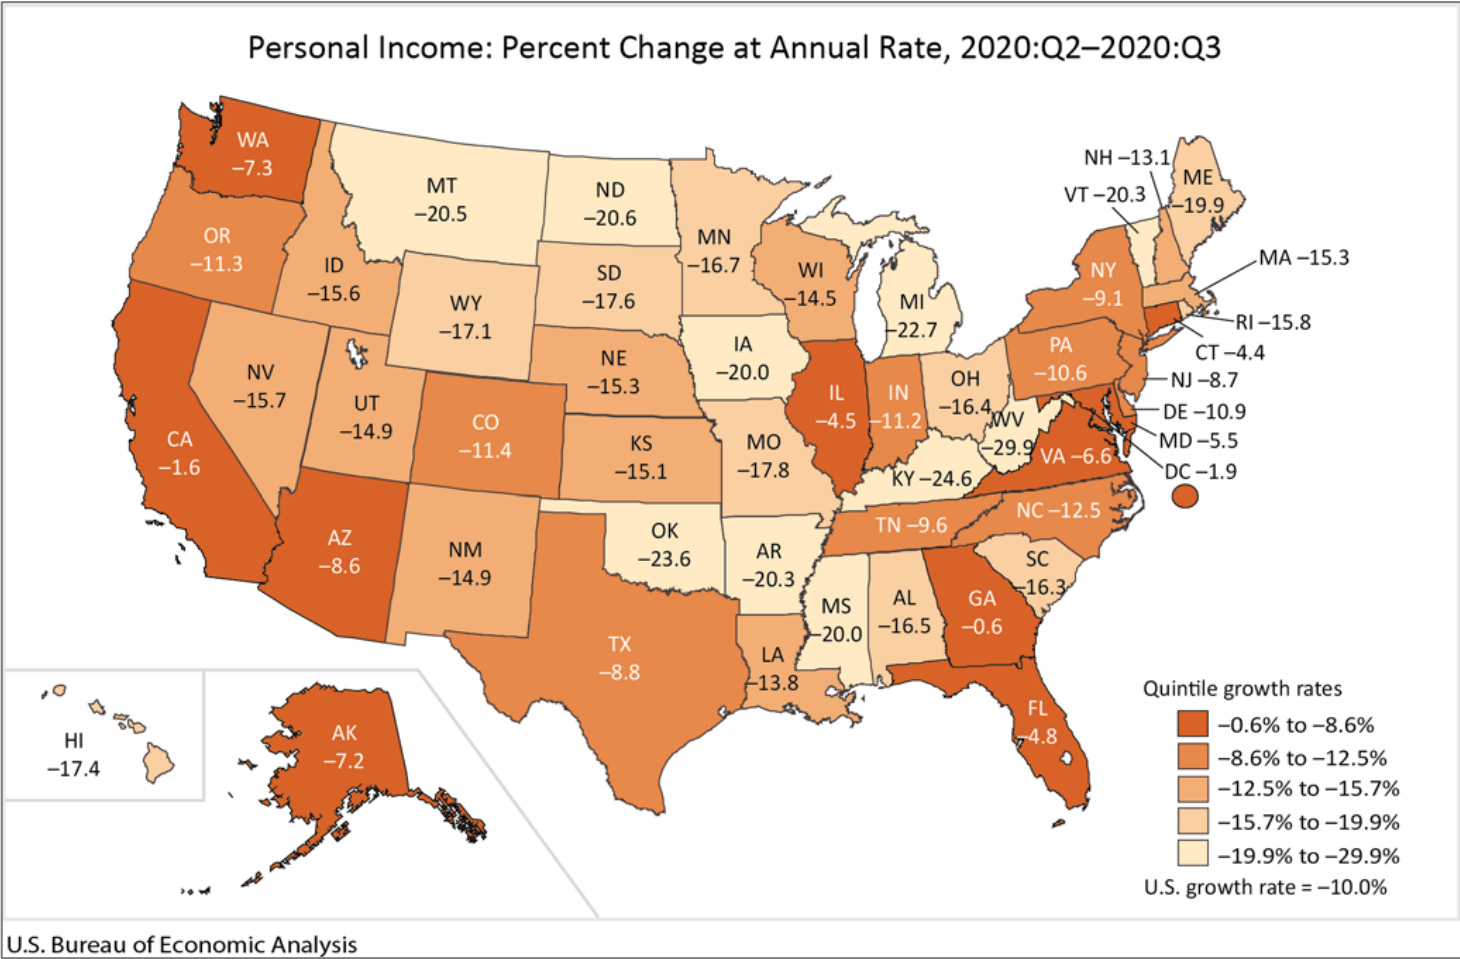 Personal Income: Percent Change at Annual Rate, 2020:Q2–2020:Q3
WA
–7.3
MT
–20.5
ND
–20.6
MN
–16.7
NH –13.1
VT –20.3
ME
–19.9
OR
–11.3
ID
–15.6
WY
–17.1
SD
–17.6
WI
–14.5
MI
–22.7
NY
–9.1
MA –15.3
RI –15.8
CT –4.4
NJ –8.7
DE –10.9
MD –5.5
DC –1.9
NV
–15.7
UT
–14.9
CO
–11.4
NE
–15.3
IA
–20.0
IL
–4.5
IN
–11.2
OH
–16.4
PA
–10.6
WV
–29.9
VA –6.6
CA
–1.6
KS
–15.1
MO
–17.8
KY –24.6
AZ
–8.6
NM
–14.9
OK
–23.6
AR
–20.3
TN –9.6
NC –12.5
SC
–16.3
TX
–8.8
LA
–13.8
MS
–20.0
AL
–16.5
GA
–0.6
FL
–4.8
HI
–17.4
AK
–7.2
Quintile growth rates
–0.6% to –8.6%
–8.6% to –12.5%
–12.5% to –15.7%
–15.7% to –19.9%
–19.9% to –29.9%
U.S. growth rate = –10.0%
U.S. Bureau of Economic Analysis